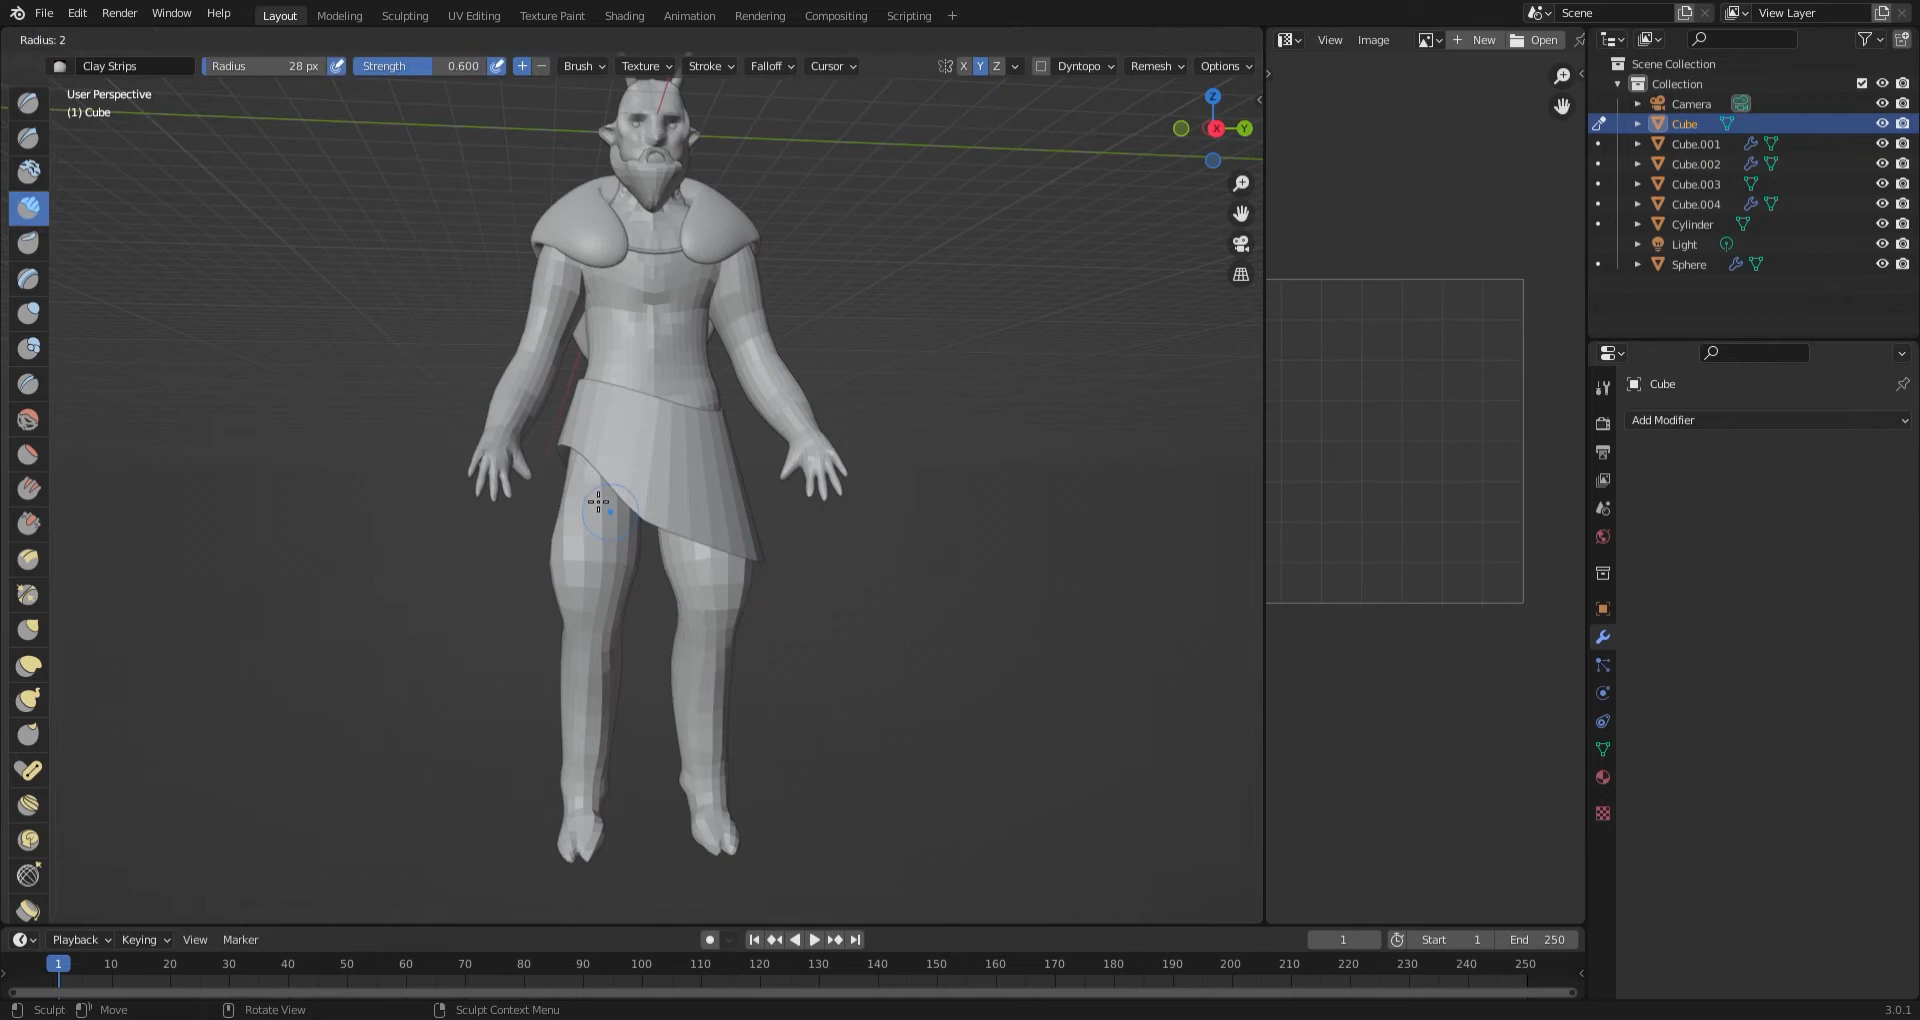 File Edit Render Window Help Layout Modeling Sculpting UV Editing Texture Paint Shading Animation Rendering Compositing Scripting + Scene View Layer
Radius: 2 View Image New Open
Clay Strips Radius 28 px Strength 0.600 Brush Texture Stroke Falloff Cursor X Y Z Dyntopo Remesh Options
Scene Collection
Collection
Camera
Cube
Cube.001
Cube.002
Cube.003
Cube.004
Cylinder
Light
Sphere
User Perspective
(1) Cube
Z
X
Y
Cube
Add Modifier
Playback Keying View Marker 1 Start 1 End 250
1 10 20 30 40 50 60 70 80 90 100 110 120 130 140 150 160 170 180 190 200 210 220 230 240 250
Sculpt Move Rotate View Sculpt Context Menu 3.0.1